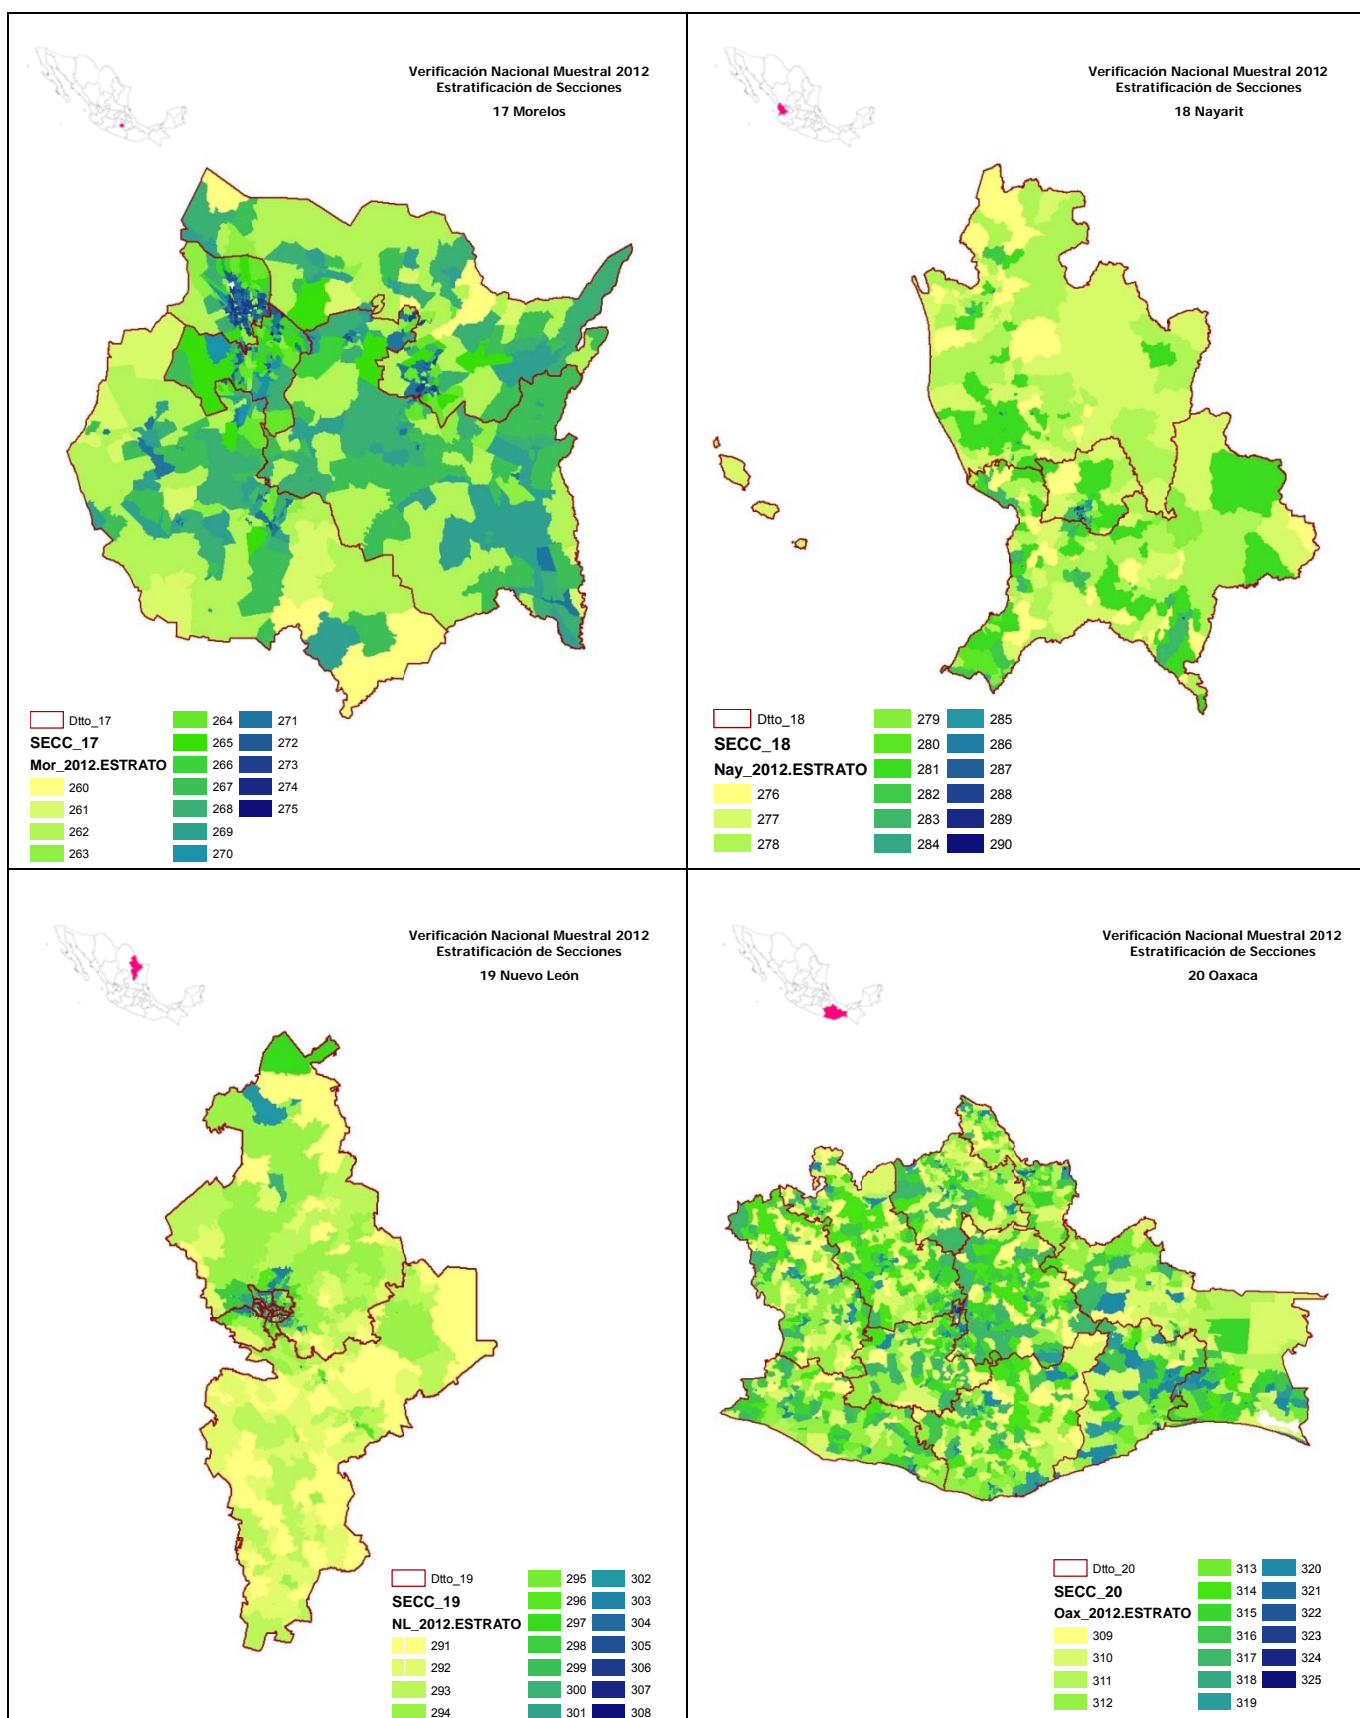 Verificación Nacional Muestral 2012
Estratificación de Secciones
17 Morelos
Dtto_17
SECC_17
Mor_2012.ESTRATO
260
261
262
263
264
265
266
267
268
269
270
271
272
273
274
275
Verificación Nacional Muestral 2012
Estratificación de Secciones
18 Nayarit
Dtto_18
SECC_18
Nay_2012.ESTRATO
276
277
278
279
280
281
282
283
284
285
286
287
288
289
290
Verificación Nacional Muestral 2012
Estratificación de Secciones
19 Nuevo León
Dtto_19
SECC_19
NL_2012.ESTRATO
291
292
293
294
295
296
297
298
299
300
301
302
303
304
305
306
307
308
Verificación Nacional Muestral 2012
Estratificación de Secciones
20 Oaxaca
Dtto_20
SECC_20
Oax_2012.ESTRATO
309
310
311
312
313
314
315
316
317
318
319
320
321
322
323
324
325